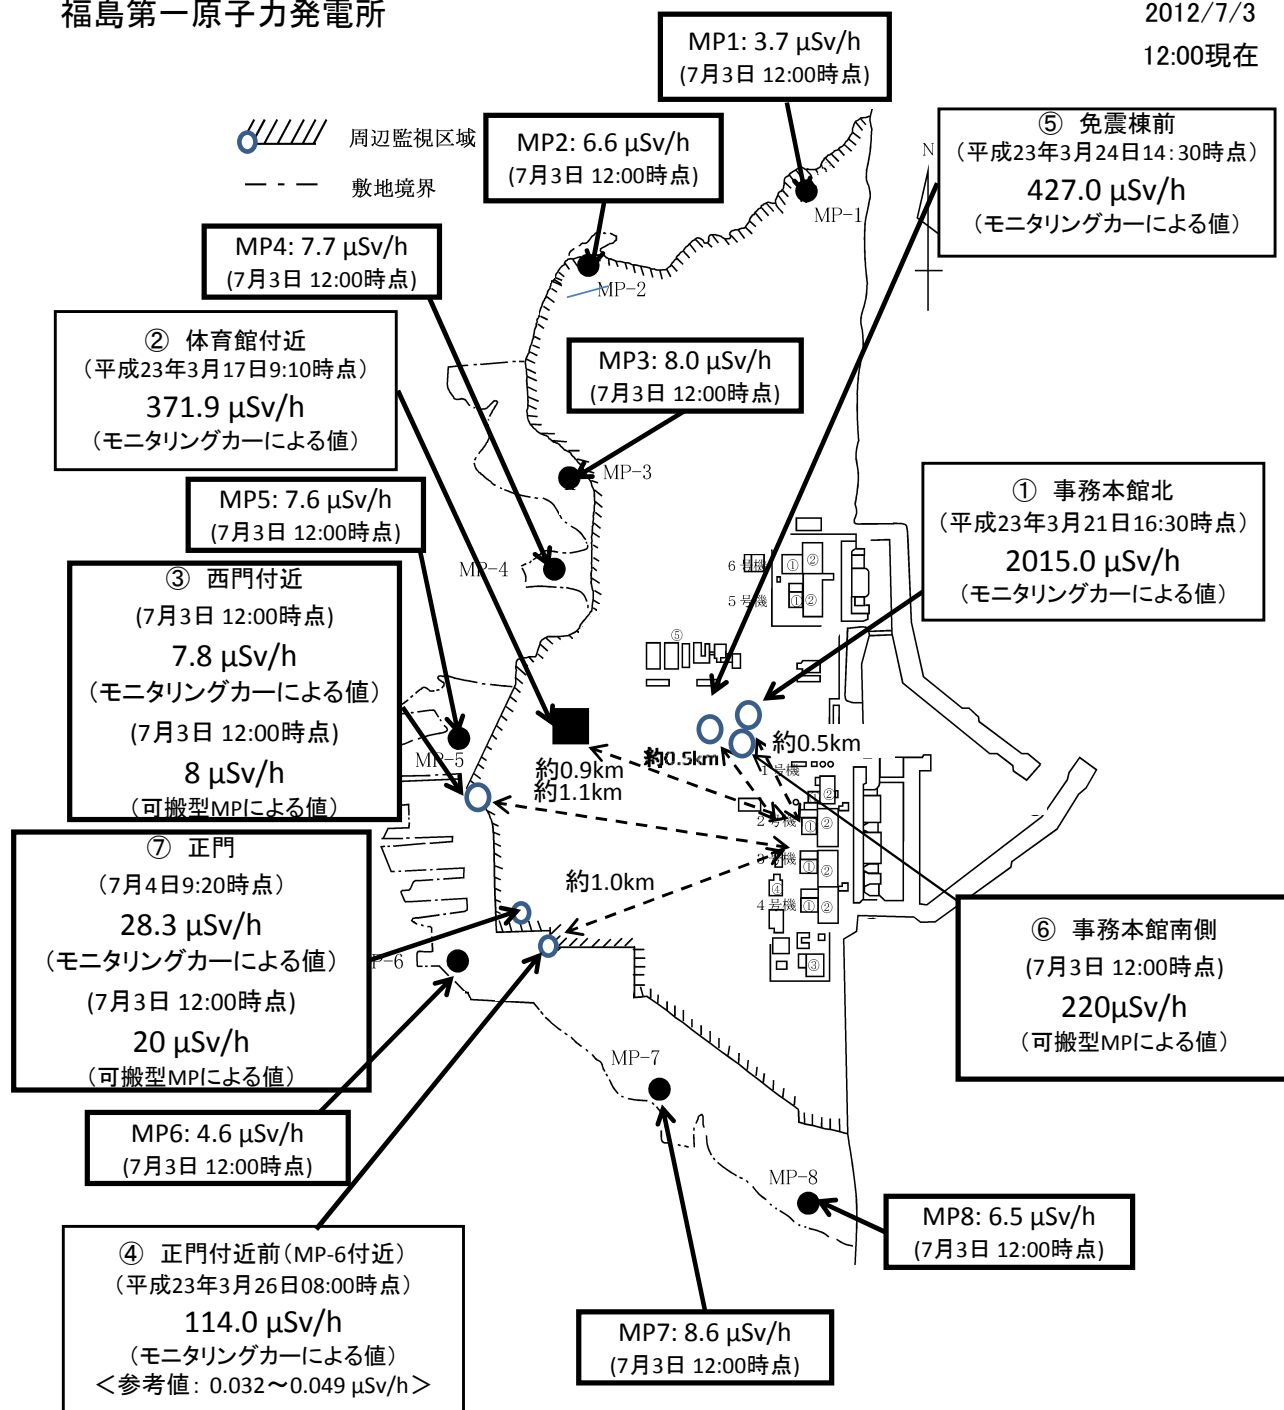 福島第一原子力発電所
2012/7/3
12:00現在
周辺監視区域
敷地境界
MP1: 3.7 μSv/h
(7月3日 12:00時点)
MP2: 6.6 μSv/h
(7月3日 12:00時点)
⑤ 免震棟前
（平成23年3月24日14:30時点）
427.0 μSv/h
（モニタリングカーによる値）
N
MP-1
MP4: 7.7 μSv/h
(7月3日 12:00時点)
MP-2
② 体育館付近
（平成23年3月17日9:10時点）
371.9 μSv/h
（モニタリングカーによる値）
MP3: 8.0 μSv/h
(7月3日 12:00時点)
MP-3
MP5: 7.6 μSv/h
(7月3日 12:00時点)
① 事務本館北
（平成23年3月21日16:30時点）
2015.0 μSv/h
（モニタリングカーによる値）
MP-4
6号機
① ②
5号機
① ②
⑤
③ 西門付近
(7月3日 12:00時点)
7.8 μSv/h
（モニタリングカーによる値）
(7月3日 12:00時点)
8 μSv/h
（可搬型MPによる値）
MP-5
約0.9km
約1.1km
約0.5km
約0.5km
1号機
① ②
2号機
① ②
3号機
① ②
④
4号機
① ②
③
約1.0km
⑦ 正門
(7月4日9:20時点)
28.3 μSv/h
（モニタリングカーによる値）
(7月3日 12:00時点)
20 μSv/h
（可搬型MPによる値）
P-6
⑥ 事務本館南側
(7月3日 12:00時点)
220μSv/h
（可搬型MPによる値）
MP-7
MP6: 4.6 μSv/h
(7月3日 12:00時点)
MP-8
MP8: 6.5 μSv/h
(7月3日 12:00時点)
④ 正門付近前（MP-6付近）
（平成23年3月26日08:00時点）
114.0 μSv/h
（モニタリングカーによる値）
＜参考値: 0.032～0.049 μSv/h＞
MP7: 8.6 μSv/h
(7月3日 12:00時点)